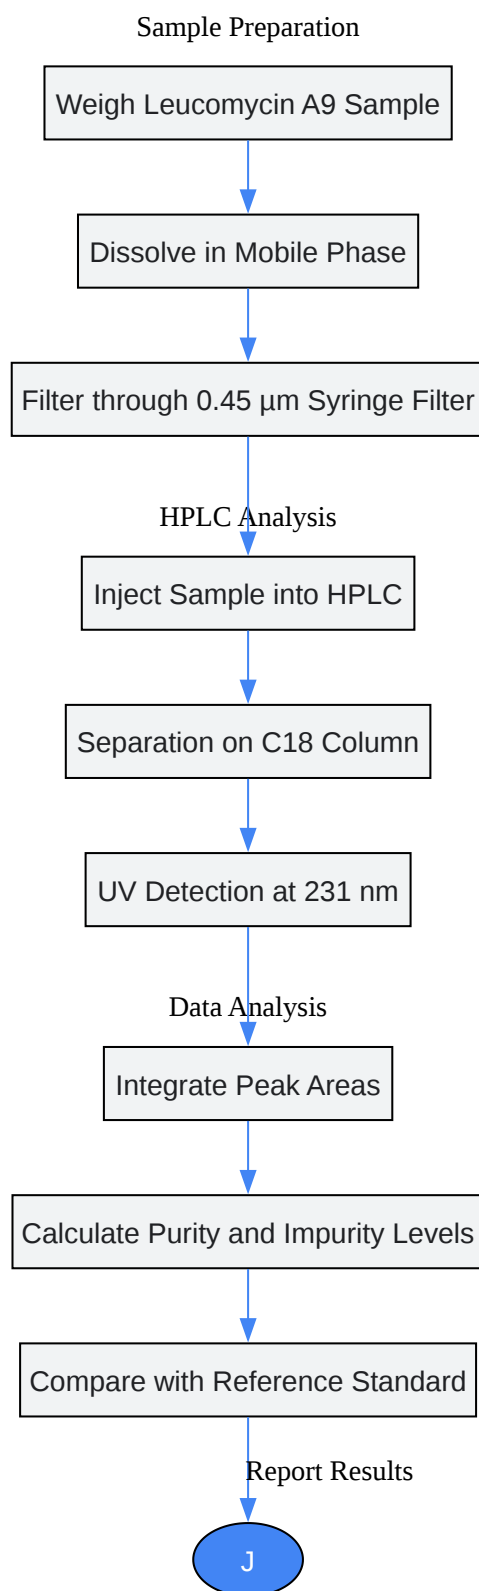 Sample Preparation
Weigh Leucomycin A9 Sample
Dissolve in Mobile Phase
Filter through 0.45 µm Syringe Filter
HPLC Analysis
Inject Sample into HPLC
Separation on C18 Column
UV Detection at 231 nm
Data Analysis
Integrate Peak Areas
Calculate Purity and Impurity Levels
Compare with Reference Standard
Report Results
J